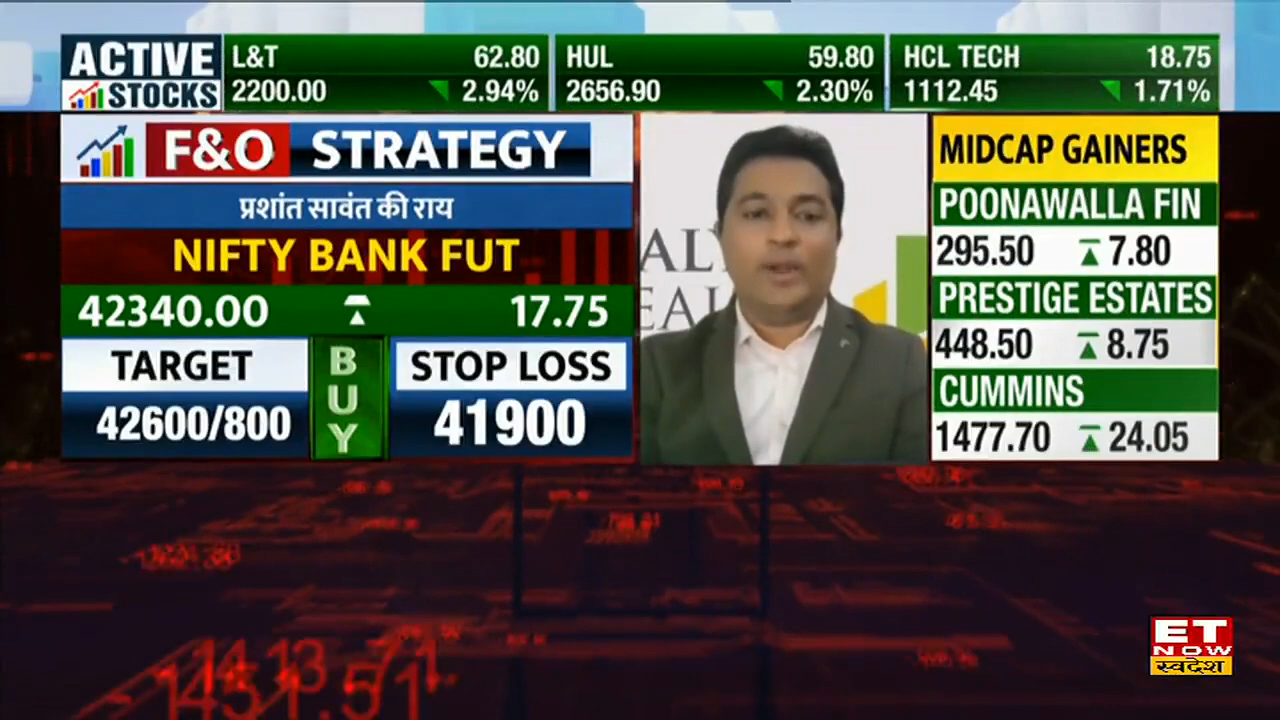 ACTIVE
STOCKS
L&T 62.80
2200.00 2.94%
HUL 59.80
2656.90 2.30%
HCL TECH 18.75
1112.45 1.71%
F&O STRATEGY
प्रशांत सावंत की राय
NIFTY BANK FUT
42340.00 17.75
TARGET
42600/800
BUY
STOP LOSS
41900
MIDCAP GAINERS
POONAWALLA FIN
295.50 7.80
PRESTIGE ESTATES
448.50 8.75
CUMMINS
1477.70 24.05
ET
NOW
स्वदेश